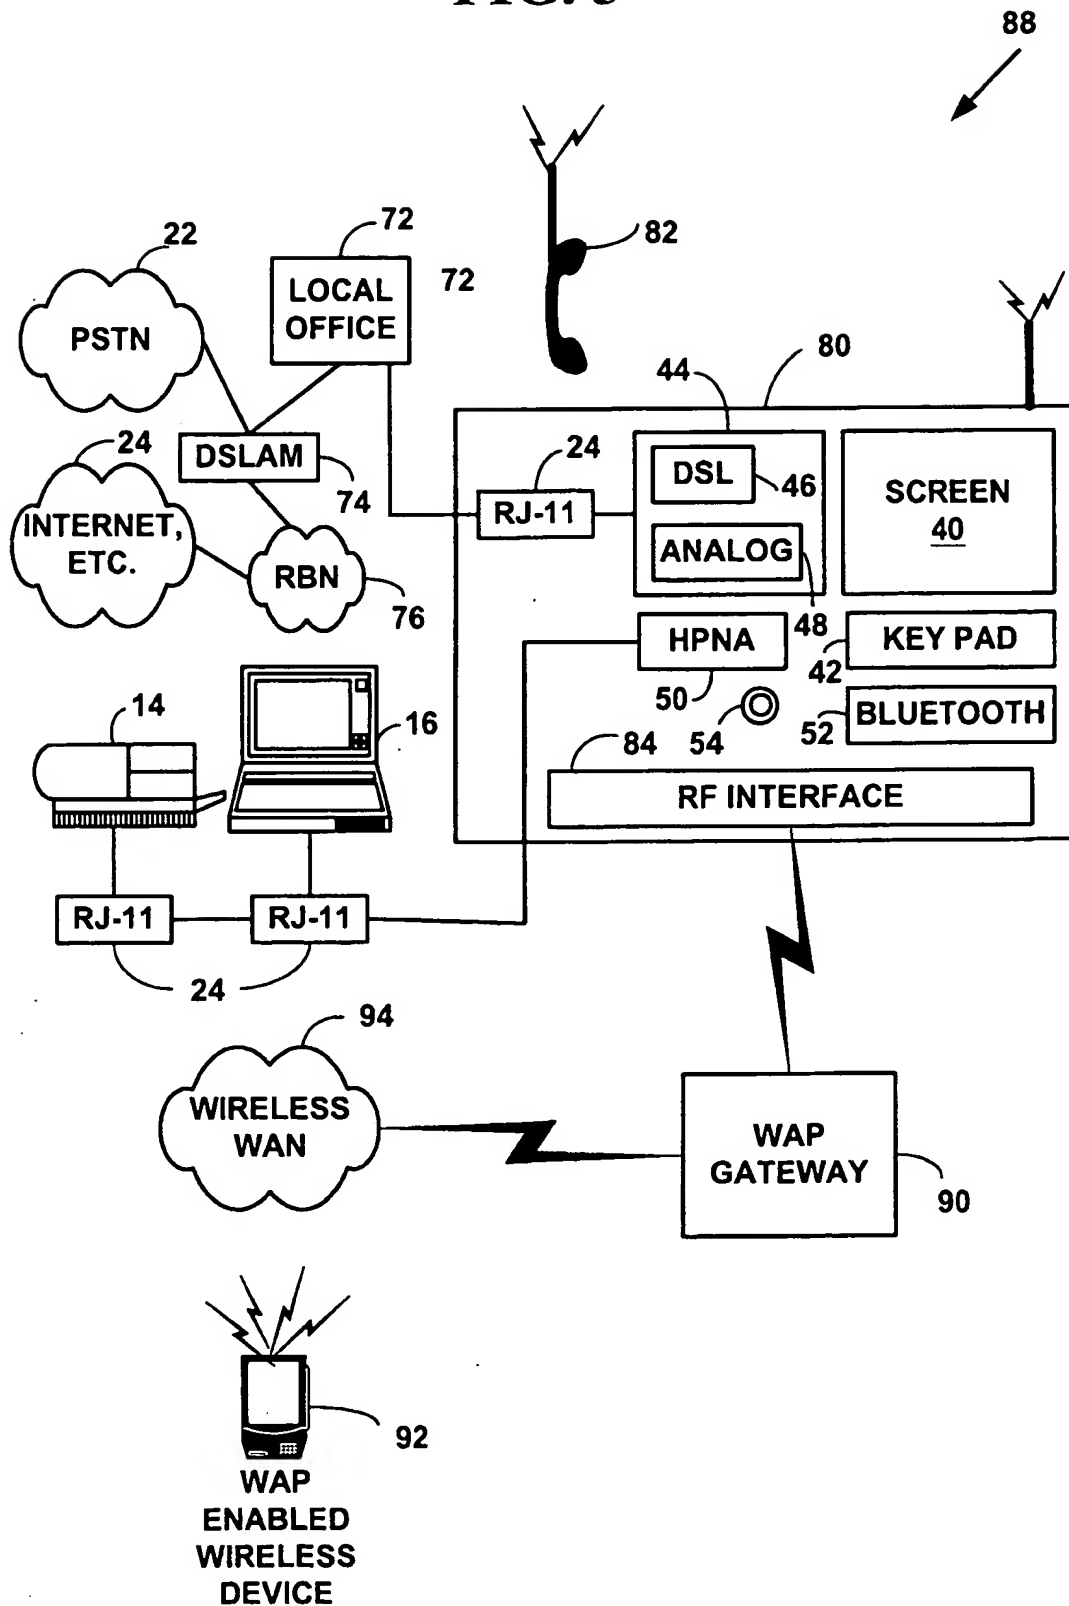 88
72
22
82
72
LOCAL
OFFICE
PSTN
80
44
24
DSLAM
74
24
DSL
46
SCREEN
40
RJ-11
INTERNET,
ETC.
ANALOG
RBN
76
48
HPNA
KEY PAD
42
50
14
16
54
52
BLUETOOTH
84
RF INTERFACE
RJ-11
RJ-11
24
94
WIRELESS
WAN
WAP
GATEWAY
90
92
WAP
ENABLED
WIRELESS
DEVICE